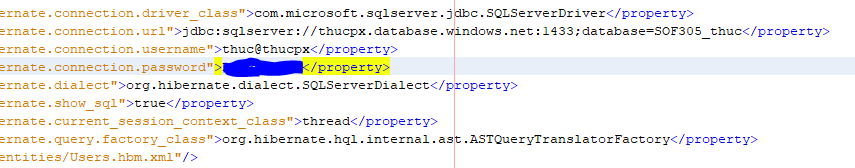 ernate.connection.driver_class">com.microsoft.sqlserver.jdbc.SQLServerDriver</property>
ernate.connection.url">jdbc:sqlserver://thucpx.database.windows.net:1433;database=SOF305_thuc</property>
ernate.connection.username">thuc@thucpx</property>
ernate.connection.password"></property>
ernate.dialect">org.hibernate.dialect.SQLServerDialect</property>
ernate.show_sql">true</property>
ernate.current_session_context_class">thread</property>
ernate.query.factory_class">org.hibernate.hql.internal.ast.ASTQueryTranslatorFactory</property>
entities/Users.hbm.xml"/>